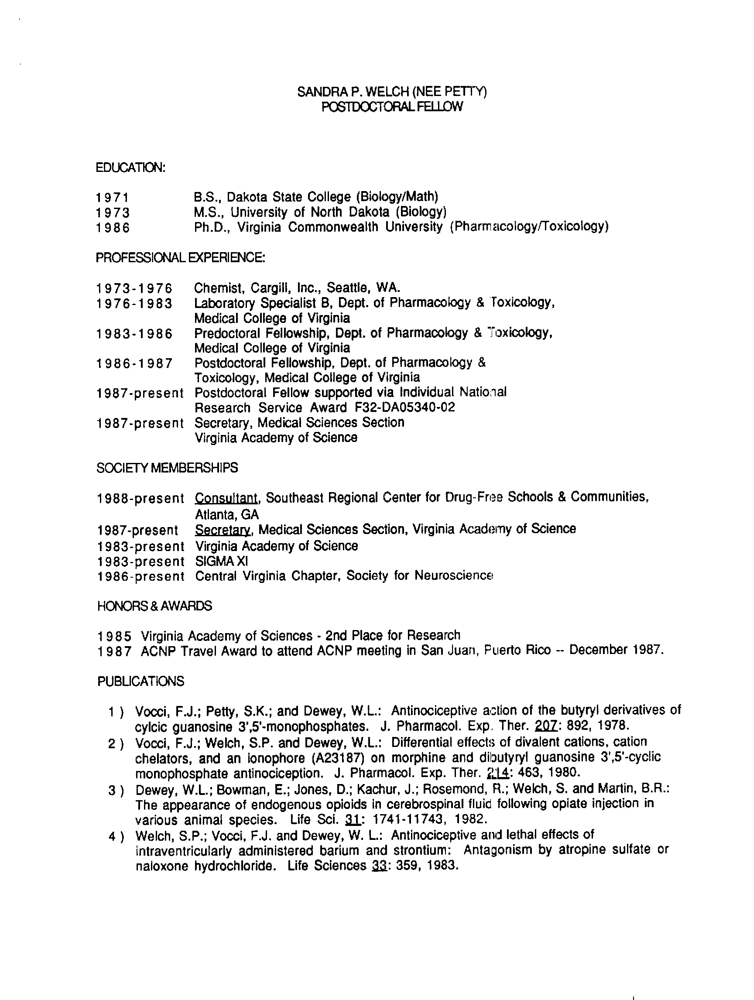 SANDRA P. WELCH (NEE PETTY)
POSTDOCTORAL FELLOW
EDUCATION:
1971 B.S., Dakota State College (Biology/Math)
1973 M.S., University of North Dakota (Biology)
1986 Ph.D., Virginia Commonwealth University (Pharmacology/Toxicology)
PROFESSIONAL EXPERIENCE:
1973-1976 Chemist, Cargill, Inc., Seattle, WA.
1976-1983 Laboratory Specialist B, Dept. of Pharmacology & Toxicology,
Medical College of Virginia
1983-1986 Predoctoral Fellowship, Dept. of Pharmacology & Toxicology,
Medical College of Virginia
1986-1987 Postdoctoral Fellowship, Dept. of Pharmacology &
Toxicology, Medical College of Virginia
1987-present Postdoctoral Fellow supported via Individual National
Research Service Award F32-DA05340-02
1987-present Secretary, Medical Sciences Section
Virginia Academy of Science
SOCIETY MEMBERSHIPS
1988-present Consultant, Southeast Regional Center for Drug-Free Schools & Communities,
Atlanta, GA
1987-present Secretary, Medical Sciences Section, Virginia Academy of Science
1983-present Virginia Academy of Science
1983-present SIGMA XI
1986-present Central Virginia Chapter, Society for Neuroscience
HONORS & AWARDS
1985 Virginia Academy of Sciences - 2nd Place for Research
1987 ACNP Travel Award to attend ACNP meeting in San Juan, Puerto Rico -- December 1987.
PUBLICATIONS
1) Vocci, F.J.; Petty, S.K.; and Dewey, W.L.: Antinociceptive action of the butyryl derivatives of
cylcic guanosine 3',5'-monophosphates. J. Pharmacol. Exp. Ther. 207: 892, 1978.
2) Vocci, F.J.; Welch, S.P. and Dewey, W.L.: Differential effects of divalent cations, cation
chelators, and an ionophore (A23187) on morphine and dibutyryl guanosine 3',5'-cyclic
monophosphate antinociception. J. Pharmacol. Exp. Ther. 214: 463, 1980.
3) Dewey, W.L.; Bowman, E.; Jones, D.; Kachur, J.; Rosemond, R.; Welch, S. and Martin, B.R.:
The appearance of endogenous opioids in cerebrospinal fluid following opiate injection in
various animal species. Life Sci. 31: 1741-11743, 1982.
4) Welch, S.P.; Vocci, F.J. and Dewey, W. L.: Antinociceptive and lethal effects of
intraventricularly administered barium and strontium: Antagonism by atropine sulfate or
naloxone hydrochloride. Life Sciences 33: 359, 1983.